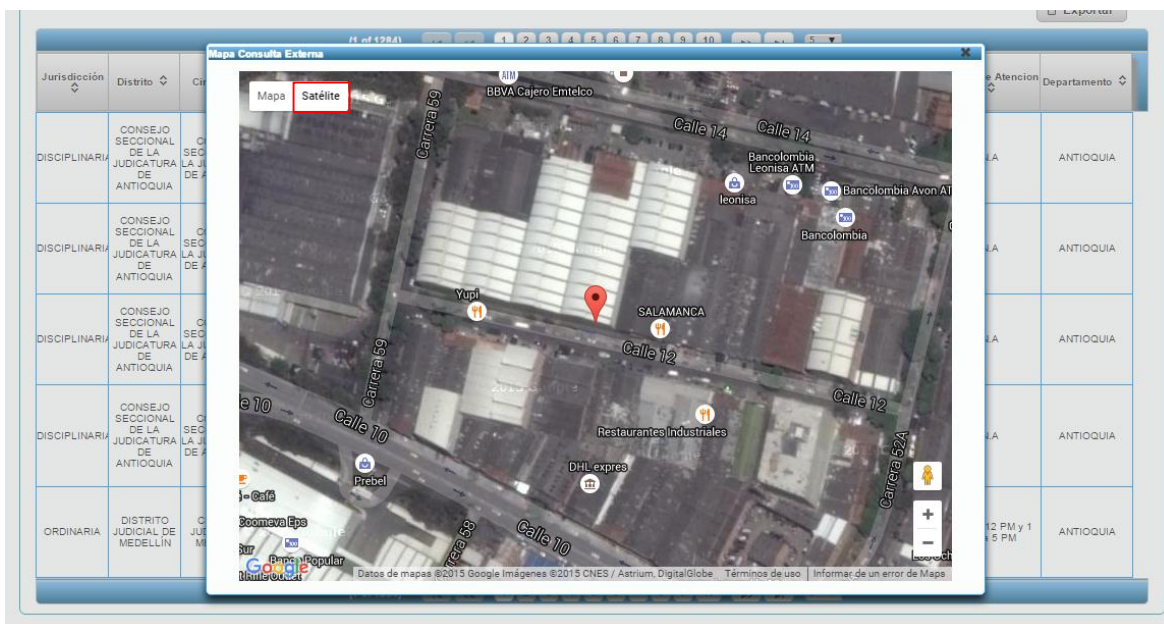 Exportar
(1 of 1284) 1 2 3 4 5 6 7 8 9 10 5
Mapa Consulta Externa
Jurisdicción
Distrito
e Atencion
Departamento
Mapa
Satélite
ATM
BBVA Cajero Emtelco
Carrera 59
Calle 14
Calle 14
Bancolombia
Leonisa ATM
leonisa
Bancolombia Avon AT
Bancolombia
Yupi
SALAMANCA
Calle 12
Carrera 59
Calle 12
e 10
Calle 10
Restaurantes Industriales
DHL expres
Prebel
Carrera 52A
Coomeva Eps
Banco Popular
Carrera 58
Calle 10
Google
Datos de mapas ©2015 Google Imágenes ©2015 CNES / Astrium, DigitalGlobe
Términos de uso
Informar de un error de Maps
DISCIPLINARIA
CONSEJO
SECCIONAL
DE LA
JUDICATURA
DE
ANTIOQUIA
ANTIOQUIA
DISCIPLINARIA
CONSEJO
SECCIONAL
DE LA
JUDICATURA
DE
ANTIOQUIA
ANTIOQUIA
DISCIPLINARIA
CONSEJO
SECCIONAL
DE LA
JUDICATURA
DE
ANTIOQUIA
ANTIOQUIA
DISCIPLINARIA
CONSEJO
SECCIONAL
DE LA
JUDICATURA
DE
ANTIOQUIA
ANTIOQUIA
ORDINARIA
DISTRITO
JUDICIAL DE
MEDELLÍN
12 PM y 1
a 5 PM
ANTIOQUIA